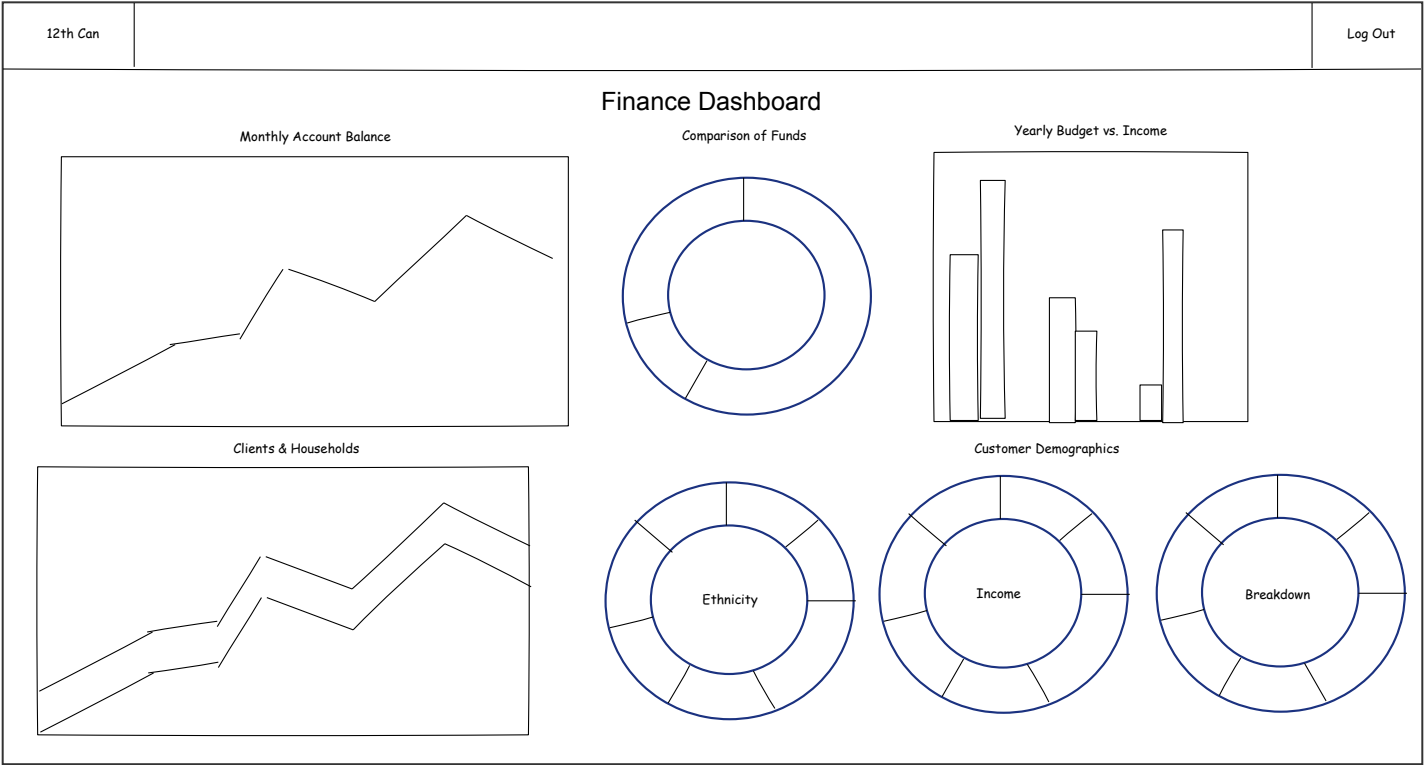 12th Can
Log Out
Finance Dashboard
Monthly Account Balance
Comparison of Funds
Yearly Budget vs. Income
Clients & Households
Customer Demographics
Ethnicity
Income
Breakdown